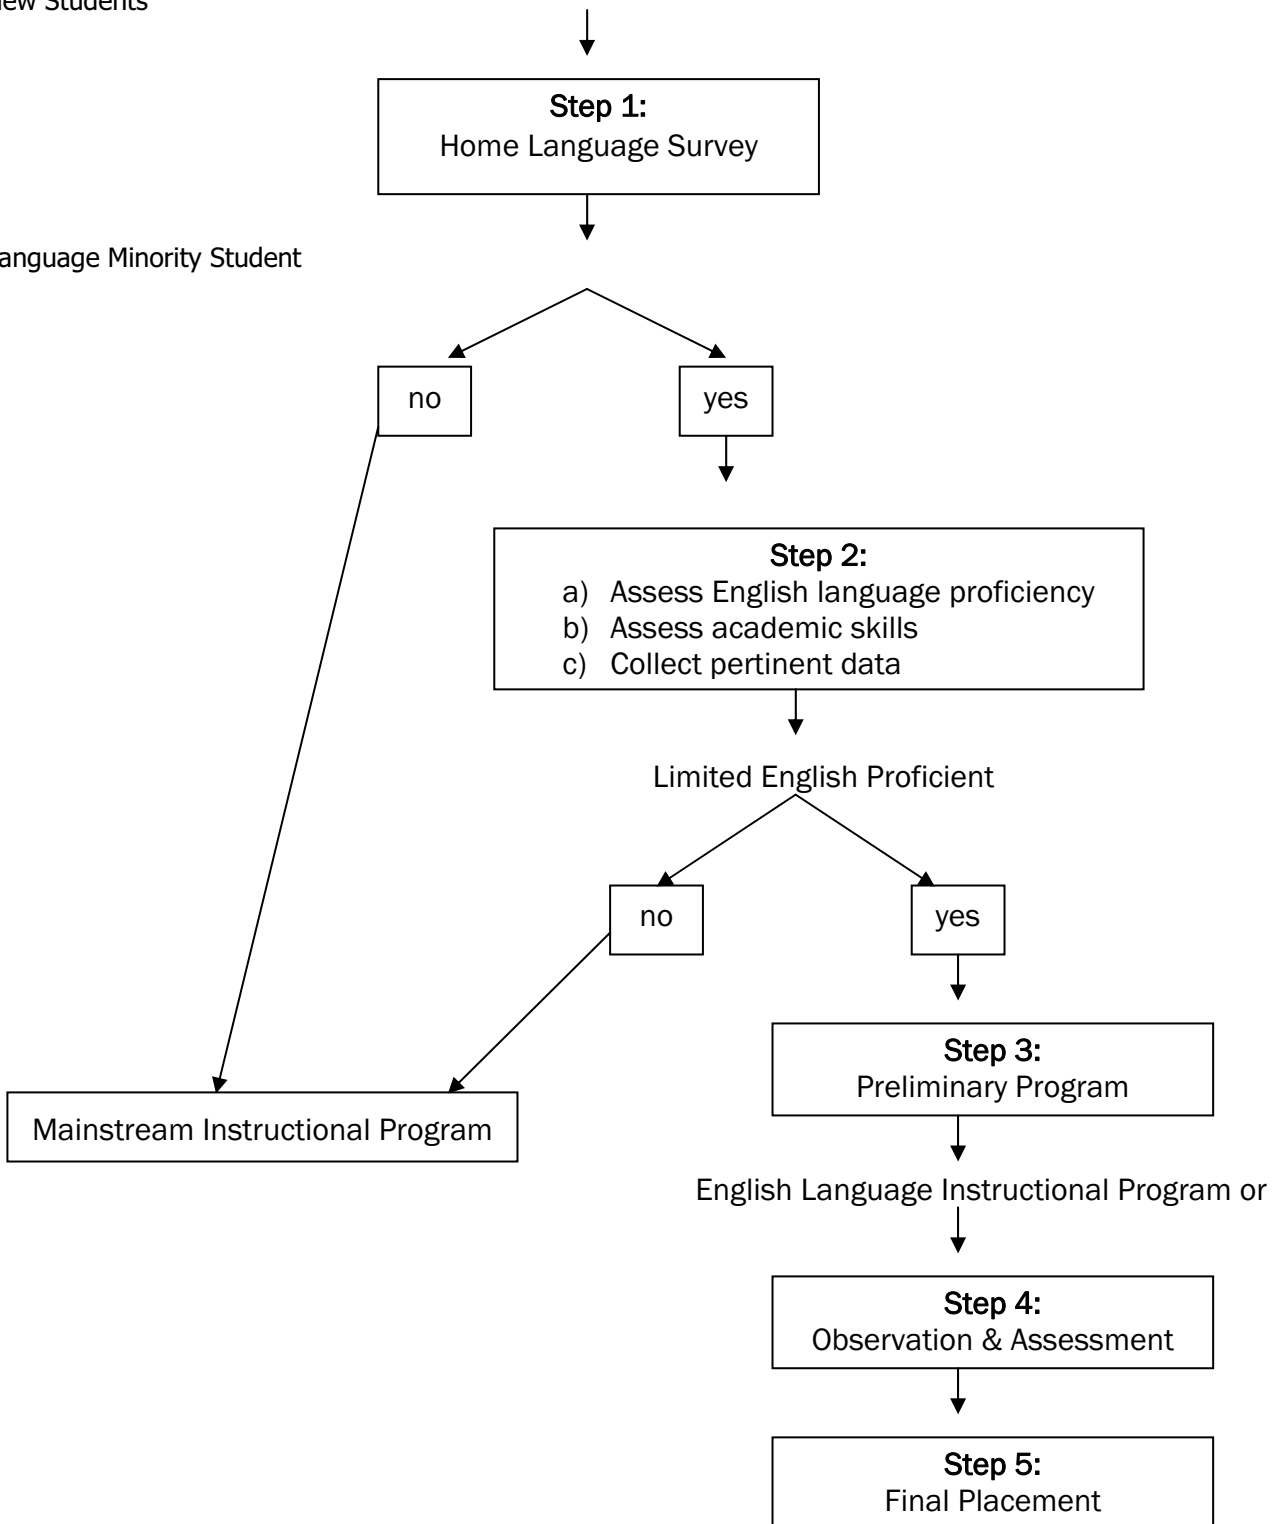 Students
Step 1:
Home Language Survey
Minority Student
no
yes
Step 2:
a) Assess English language proficiency
b) Assess academic skills
c) Collect pertinent data
Limited English Proficient
no
yes
Step 3:
Preliminary Program
Mainstream Instructional Program
English Language Instructional Program or
Step 4:
Observation & Assessment
Step 5:
Final Placement